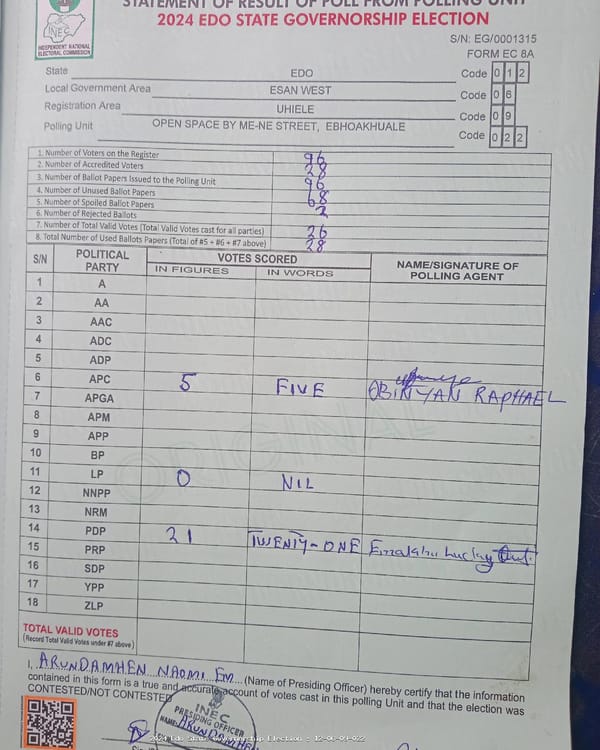 STATEMENT OF RESULT OF POLL FROM POLLING UNIT
2024 EDO STATE GOVERNORSHIP ELECTION
INEC
INDEPENDENT NATIONAL
ELECTORAL COMMISSION
S/N: EG/0001315
FORM EC 8A
State EDO Code 0 1 2
Local Government Area ESAN WEST Code 0 6
Registration Area UHIELE Code 0 9
Polling Unit OPEN SPACE BY ME-NE STREET, EBHOAKHUALE Code 0 2 2
1. Number of Voters on the Register 96
2. Number of Accredited Voters 28
3. Number of Ballot Papers Issued to the Polling Unit 96
4. Number of Unused Ballot Papers 68
5. Number of Spoiled Ballot Papers
6. Number of Rejected Ballots 2
7. Number of Total Valid Votes (Total Valid Votes cast for all parties) 26
8. Total Number of Used Ballots Papers (Total of #5 + #6 + #7 above) 28
S/N POLITICAL PARTY VOTES SCORED NAME/SIGNATURE OF POLLING AGENT
IN FIGURES IN WORDS
1 A
2 AA
3 AAC
4 ADC
5 ADP
6 APC 5 FIVE OBINYAN RAPHAEL
7 APGA
8 APM
9 APP
10 BP
11 LP 0 NIL
12 NNPP
13 NRM
14 PDP 21 TWENTY-ONE
15 PRP
16 SDP
17 YPP
18 ZLP
ORIGINAL
TOTAL VALID VOTES
(Record Total Valid Votes under #7 above)
I, ARUNDAMHEN NAOMI Em (Name of Presiding Officer) hereby certify that the information
contained in this form is a true and accurate account of votes cast in this polling Unit and that the election was
CONTESTED/NOT CONTESTED
INEC
PRESIDING OFFICER
NAME: ARUNDAMHEN
2024 Edo State Governorship Election - 12-06-09-022